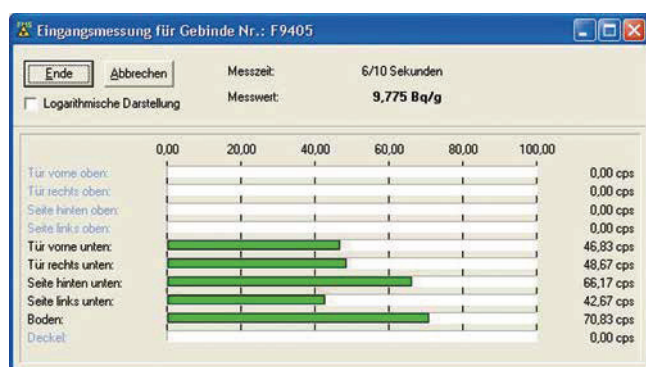 Eingangsmessung für Gebinde Nr.: F9405
Ende Abbrechen Messzeit: 6/10 Sekunden
Logarithmische Darstellung Messwert: 9,775 Bq/g
0,00 20,00 40,00 60,00 80,00 100,00
Tür vorne oben: 0,00 cps
Tür rechts oben: 0,00 cps
Seite hinten oben: 0,00 cps
Seite links oben: 0,00 cps
Tür vorne unten: 46,83 cps
Tür rechts unten: 48,67 cps
Seite hinten unten: 66,17 cps
Seite links unten: 42,67 cps
Boden: 70,83 cps
Deckel: 0,00 cps